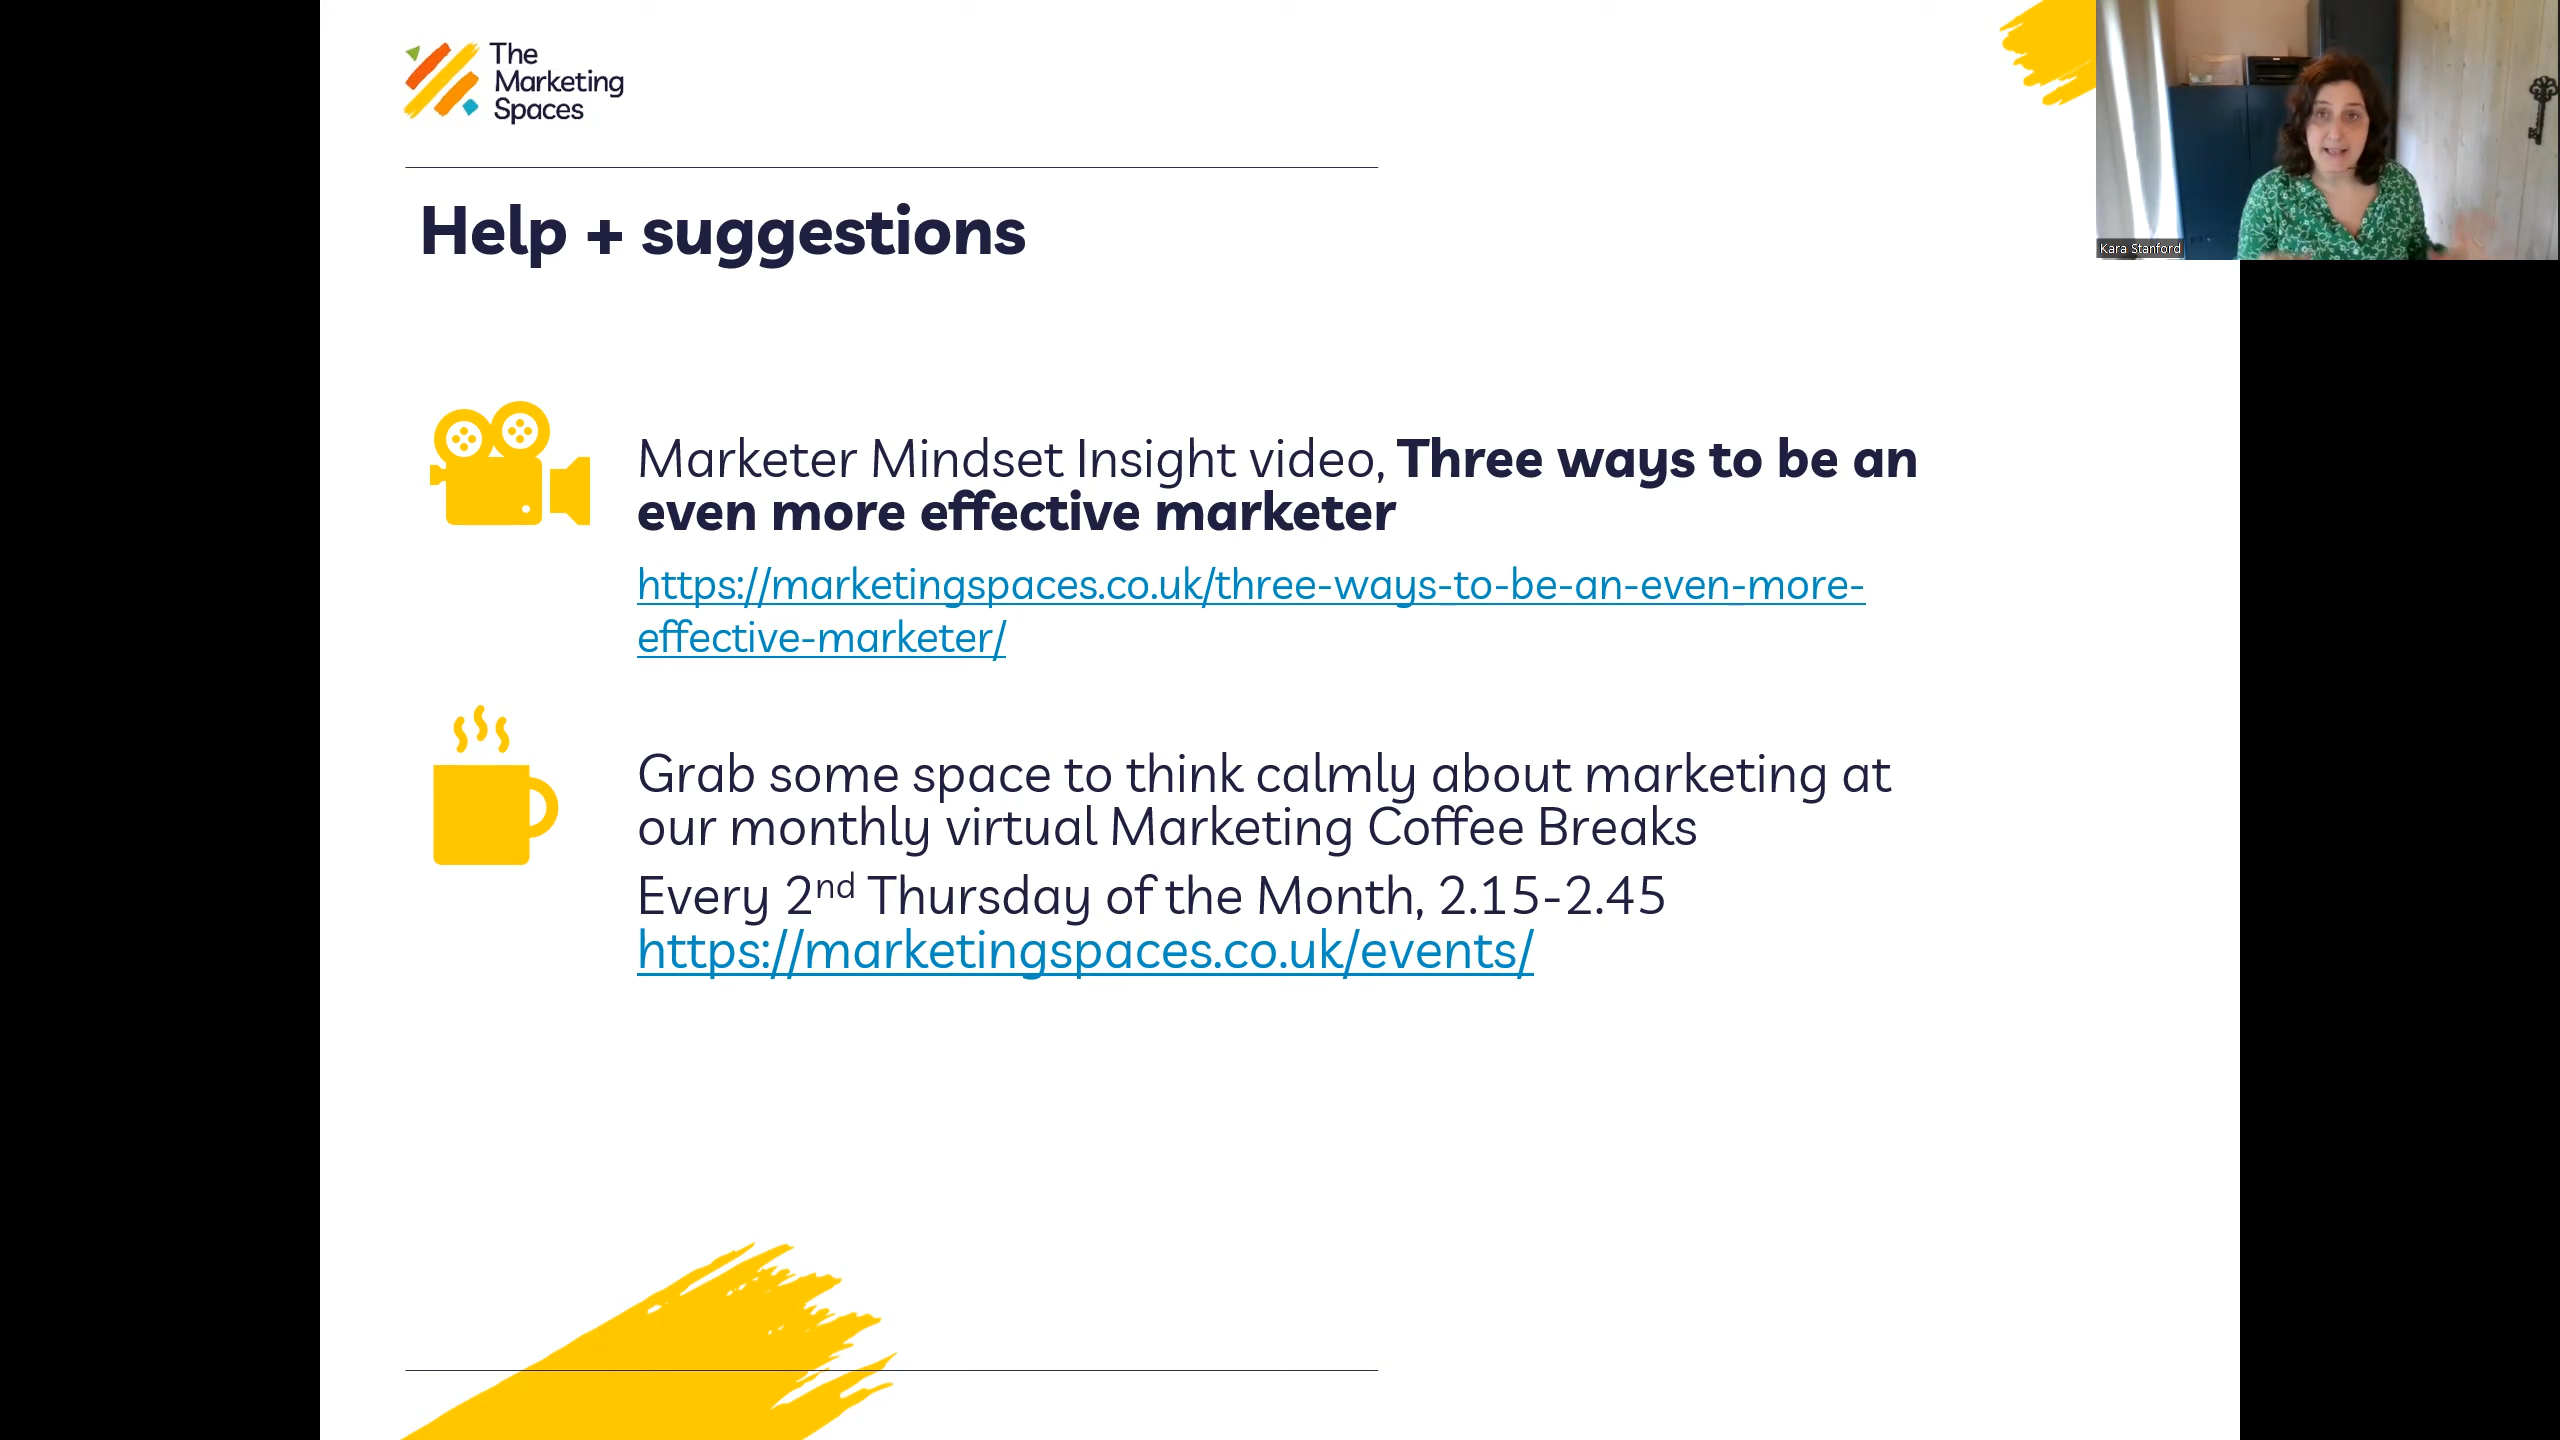 The
Marketing
Spaces
Kara Stanford
Help + suggestions
Marketer Mindset Insight video, Three ways to be an
even more effective marketer
https://marketingspaces.co.uk/three-ways-to-be-an-even-more-
effective-marketer/
Grab some space to think calmly about marketing at
our monthly virtual Marketing Coffee Breaks
Every 2nd Thursday of the Month, 2.15-2.45
https://marketingspaces.co.uk/events/